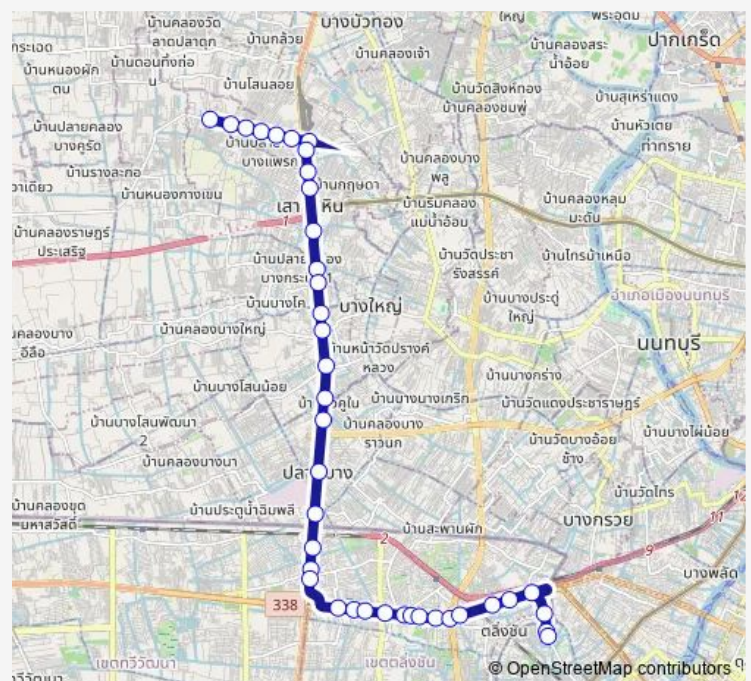 บางบัวทอง
ใหญ่
พระอุดม
บ้านคลองวัด
ลาดปลาดุก
บ้านกล้วย
ปากเกร็ด
บ้านคลองเจ้า
บ้านคลองสระ
น้ำอ้อย
บ้านดอนทิ้งท่อ
น
บ้านหนองผัก
ตบ
บ้านโสนลอย
บ้านวัดสิงห์ทอง
บ้านคลองชมพู่
บ้านสุเหร่าแดง
บ้านปลายคลอง
บางคูรัด
บ้านหัวเตย
ท่าทราย
บางแพรก
บ้านคลองบาง
พลู
บ้านรางละกอ
บ้านหนองกางเขน
บ้านกฤษดา
บ้านริมคลอง
แม่น้ำอ้อม
บ้านคลองหลุม
มะดัน
หิน
1
บ้านคลองราษฎร์
ประเสริฐ
บ้านวัดประชา
รังสรรค์
บ้านโทรน้าเหนือ
บางใหญ่
บ้านบางประดู่
ใหญ่
อำเภอเมืองนนทบุรี
บ้านคลองบางใหญ่
นนทบุรี
บ้านหน้าวัดปรางค์
หลวง
บ้านบางกร่าง
บ้านบางโสนน้อย
บ้านบางนางเกริก
บ้านวัดแดงประชาราษฎร์
บ้านบางโสนพัฒนา
2
บ้านคลองบาง
ราวนก
บ้านวัดบางอ้อย
ช้าง
บ้านบางไผ่น้อย
บ้านคลองนางนา
บ้านวัดไทร
บ้านคลองขุด
มหาสวัสดิ์
บ้านประตูน้ำฉิมพลี
บ้านสะพานผัก
บางกรวย
2
9
11
บางพลัด
338
ตลิ่งชัน
เขตทวีวัฒนา
เขตตลิ่งชัน
© OpenStreetMap contributors